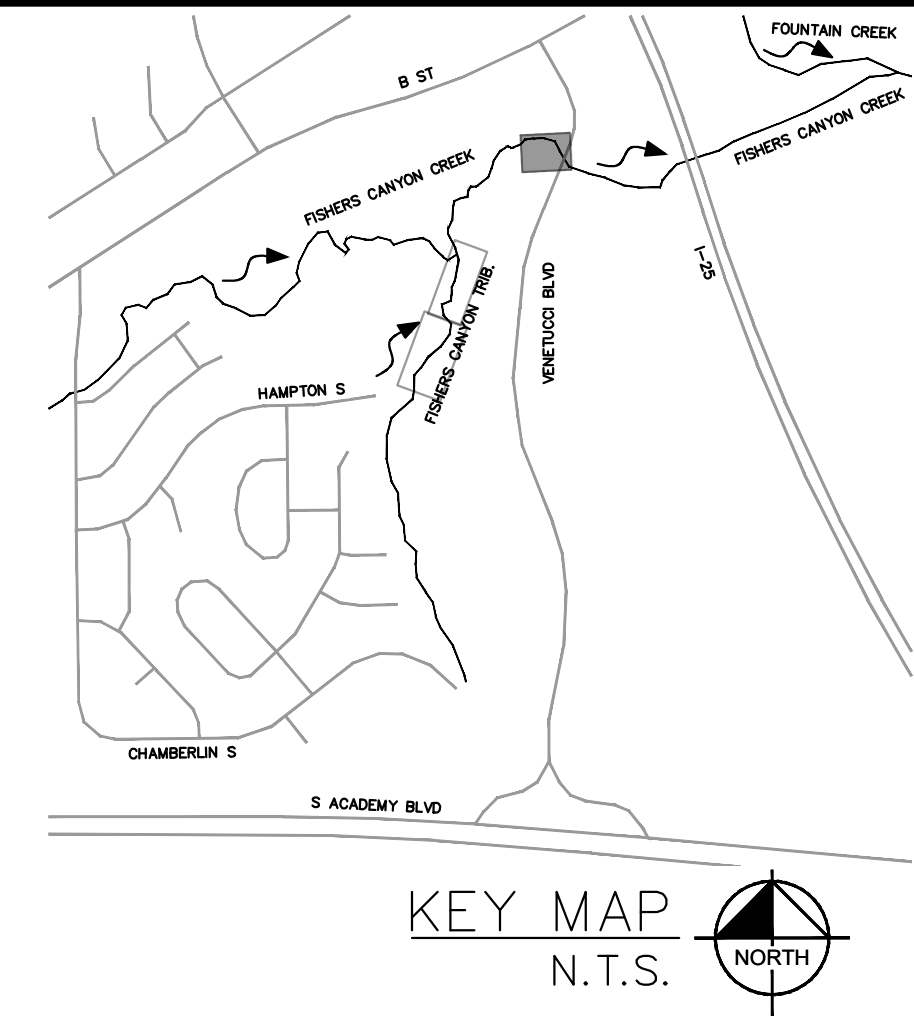 FOUNTAIN CREEK
B ST
FISHERS CANYON CREEK
FISHERS CANYON CREEK
I-25
FISHERS CANYON TRIB.
VENETUCCI BLVD
HAMPTON S
CHAMBERLIN S
S ACADEMY BLVD
KEY MAP
N.T.S.
NORTH